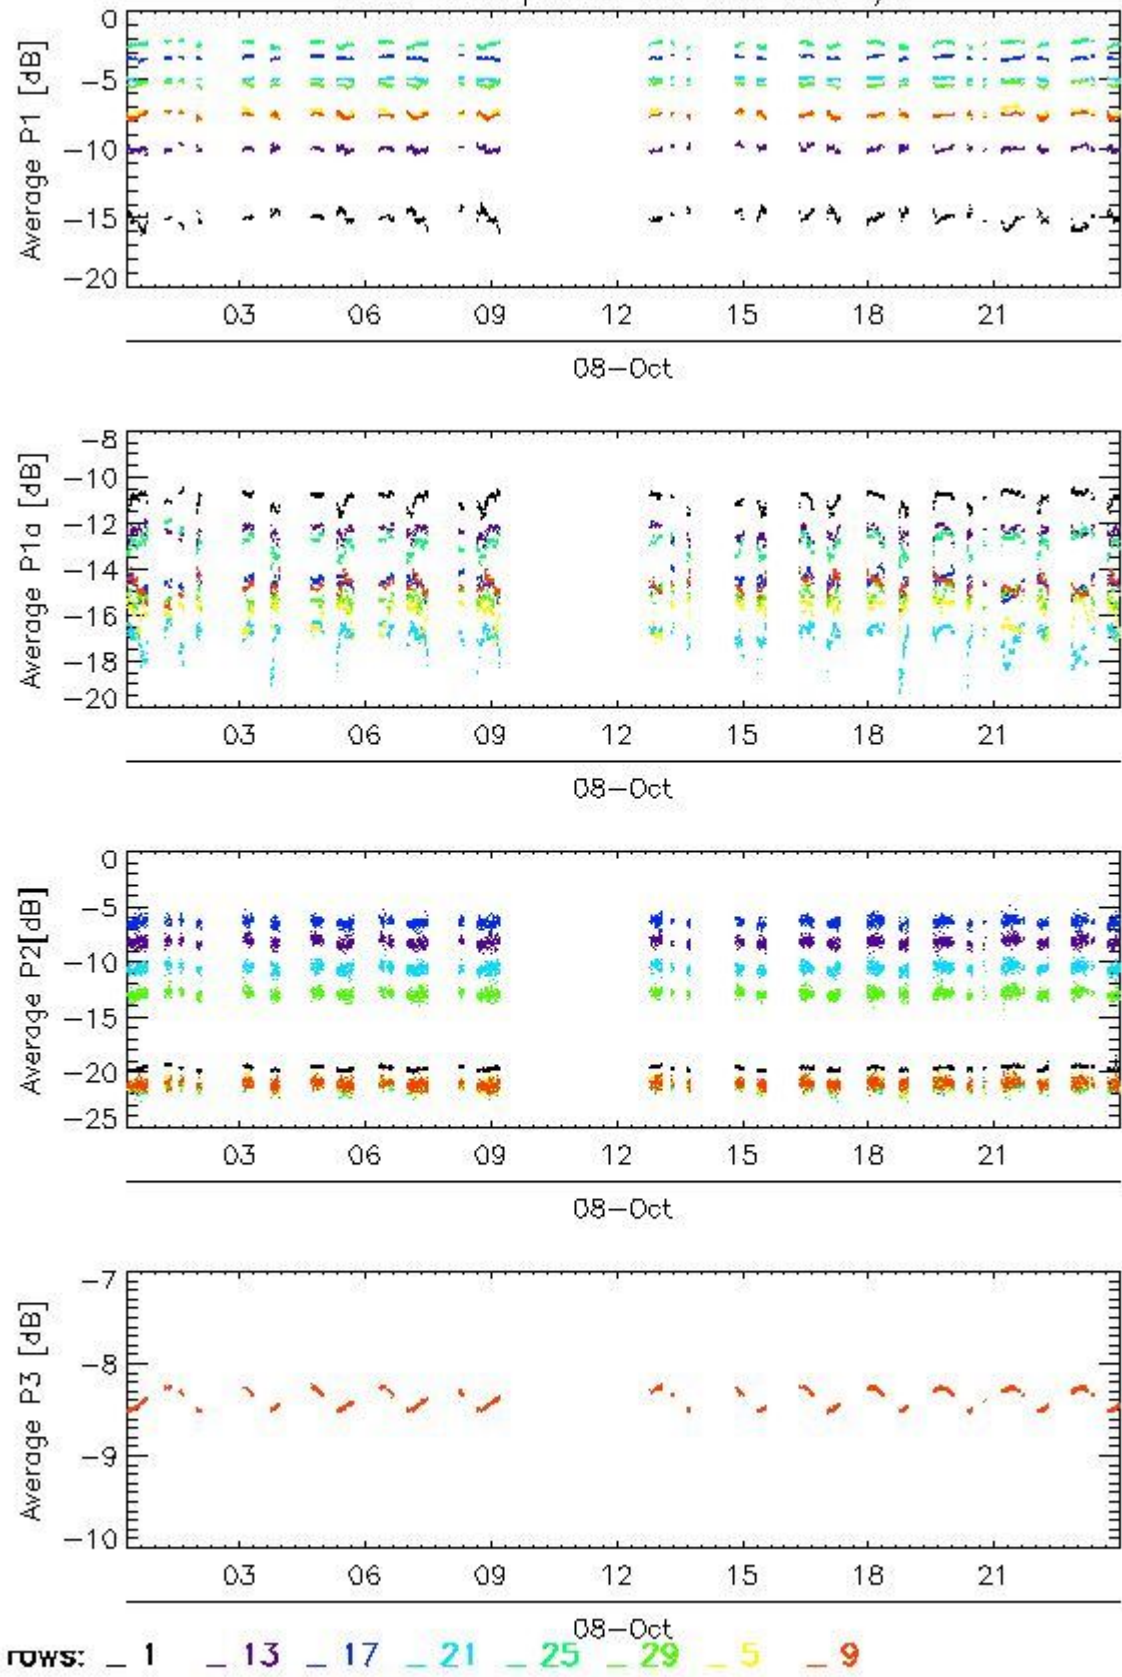 0
−5
−10
−15
−20
Average P1 [dB]
03 06 09 12 15 18 21
08−Oct
−8
−10
−12
−14
−16
−18
−20
Average P1a [dB]
03 06 09 12 15 18 21
08−Oct
0
−5
−10
−15
−20
−25
Average P2[dB]
03 06 09 12 15 18 21
08−Oct
−7
−8
−9
−10
Average P3 [dB]
03 06 09 12 15 18 21
08−Oct
rows: _ 1 _ 13 _ 17 _ 21 _ 25 _ 29 _ 5 _ 9